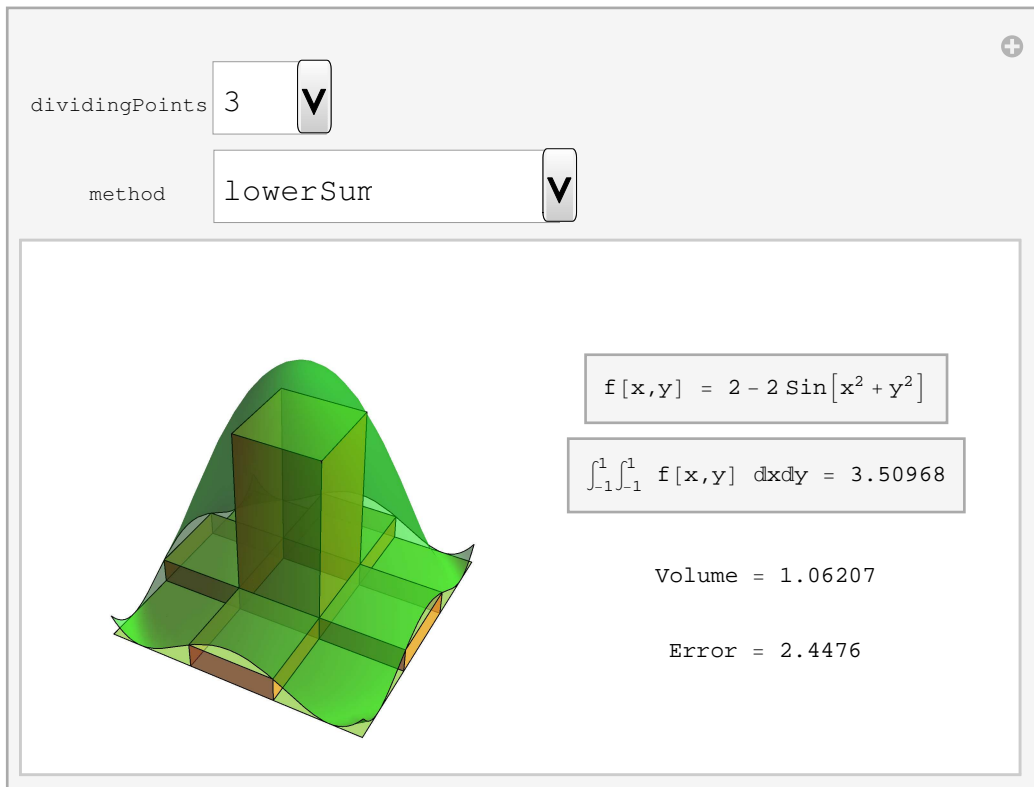 dividingPoints 3
method lowerSum
f[x,y] = 2 - 2 Sin[x² + y²]
∫₋₁¹∫₋₁¹ f[x,y] dxdy = 3.50968
Volume = 1.06207
Error = 2.4476